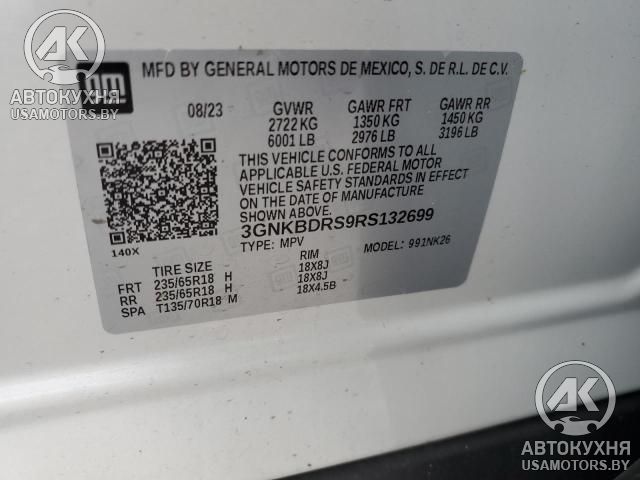 AK
АВТОКУХНЯ
USAMOTORS.BY
gm
MFD BY GENERAL MOTORS DE MEXICO, S. DE R.L. DE C.V.
08/23 GVWR GAWR FRT GAWR RR
2722 KG 1350 KG 1450 KG
6001 LB 2976 LB 3196 LB
THIS VEHICLE CONFORMS TO ALL
APPLICABLE U.S. FEDERAL MOTOR
VEHICLE SAFETY STANDARDS IN EFFECT
ON THE DATE OF MANUFACTURE
SHOWN ABOVE.
3GNKBDRS9RS132699
140X TYPE: MPV MODEL: 991NK26
TIRE SIZE RIM
FRT 235/65R18 H 18X8J
RR 235/65R18 H 18X8J
SPA T135/70R18 M 18X4.5B
AK
АВТОКУХНЯ
USAMOTORS.BY